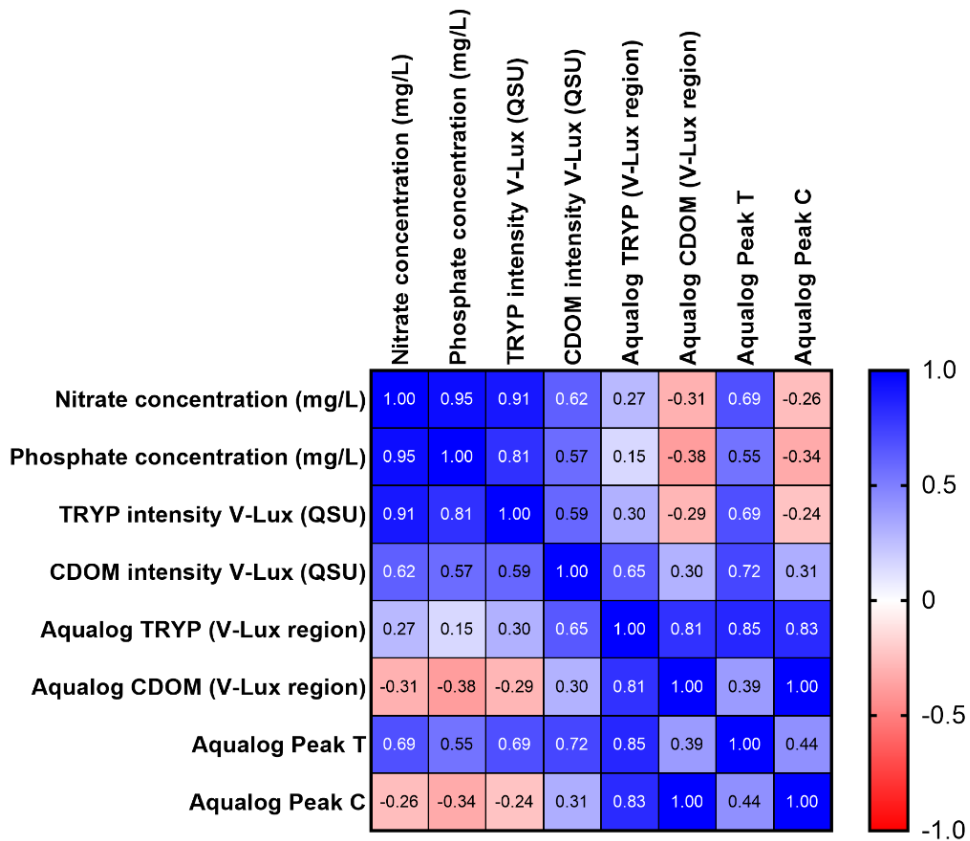 Nitrate concentration (mg/L)
Phosphate concentration (mg/L)
TRYP intensity V-Lux (QSU)
CDOM intensity V-Lux (QSU)
Aqualog TRYP (V-Lux region)
Aqualog CDOM (V-Lux region)
Aqualog Peak T
Aqualog Peak C
Nitrate concentration (mg/L) 1.00 0.95 0.91 0.62 0.27 -0.31 0.69 -0.26
Phosphate concentration (mg/L) 0.95 1.00 0.81 0.57 0.15 -0.38 0.55 -0.34
TRYP intensity V-Lux (QSU) 0.91 0.81 1.00 0.59 0.30 -0.29 0.69 -0.24
CDOM intensity V-Lux (QSU) 0.62 0.57 0.59 1.00 0.65 0.30 0.72 0.31
Aqualog TRYP (V-Lux region) 0.27 0.15 0.30 0.65 1.00 0.81 0.85 0.83
Aqualog CDOM (V-Lux region) -0.31 -0.38 -0.29 0.30 0.81 1.00 0.39 1.00
Aqualog Peak T 0.69 0.55 0.69 0.72 0.85 0.39 1.00 0.44
Aqualog Peak C -0.26 -0.34 -0.24 0.31 0.83 1.00 0.44 1.00
1.0
0.5
0
-0.5
-1.0